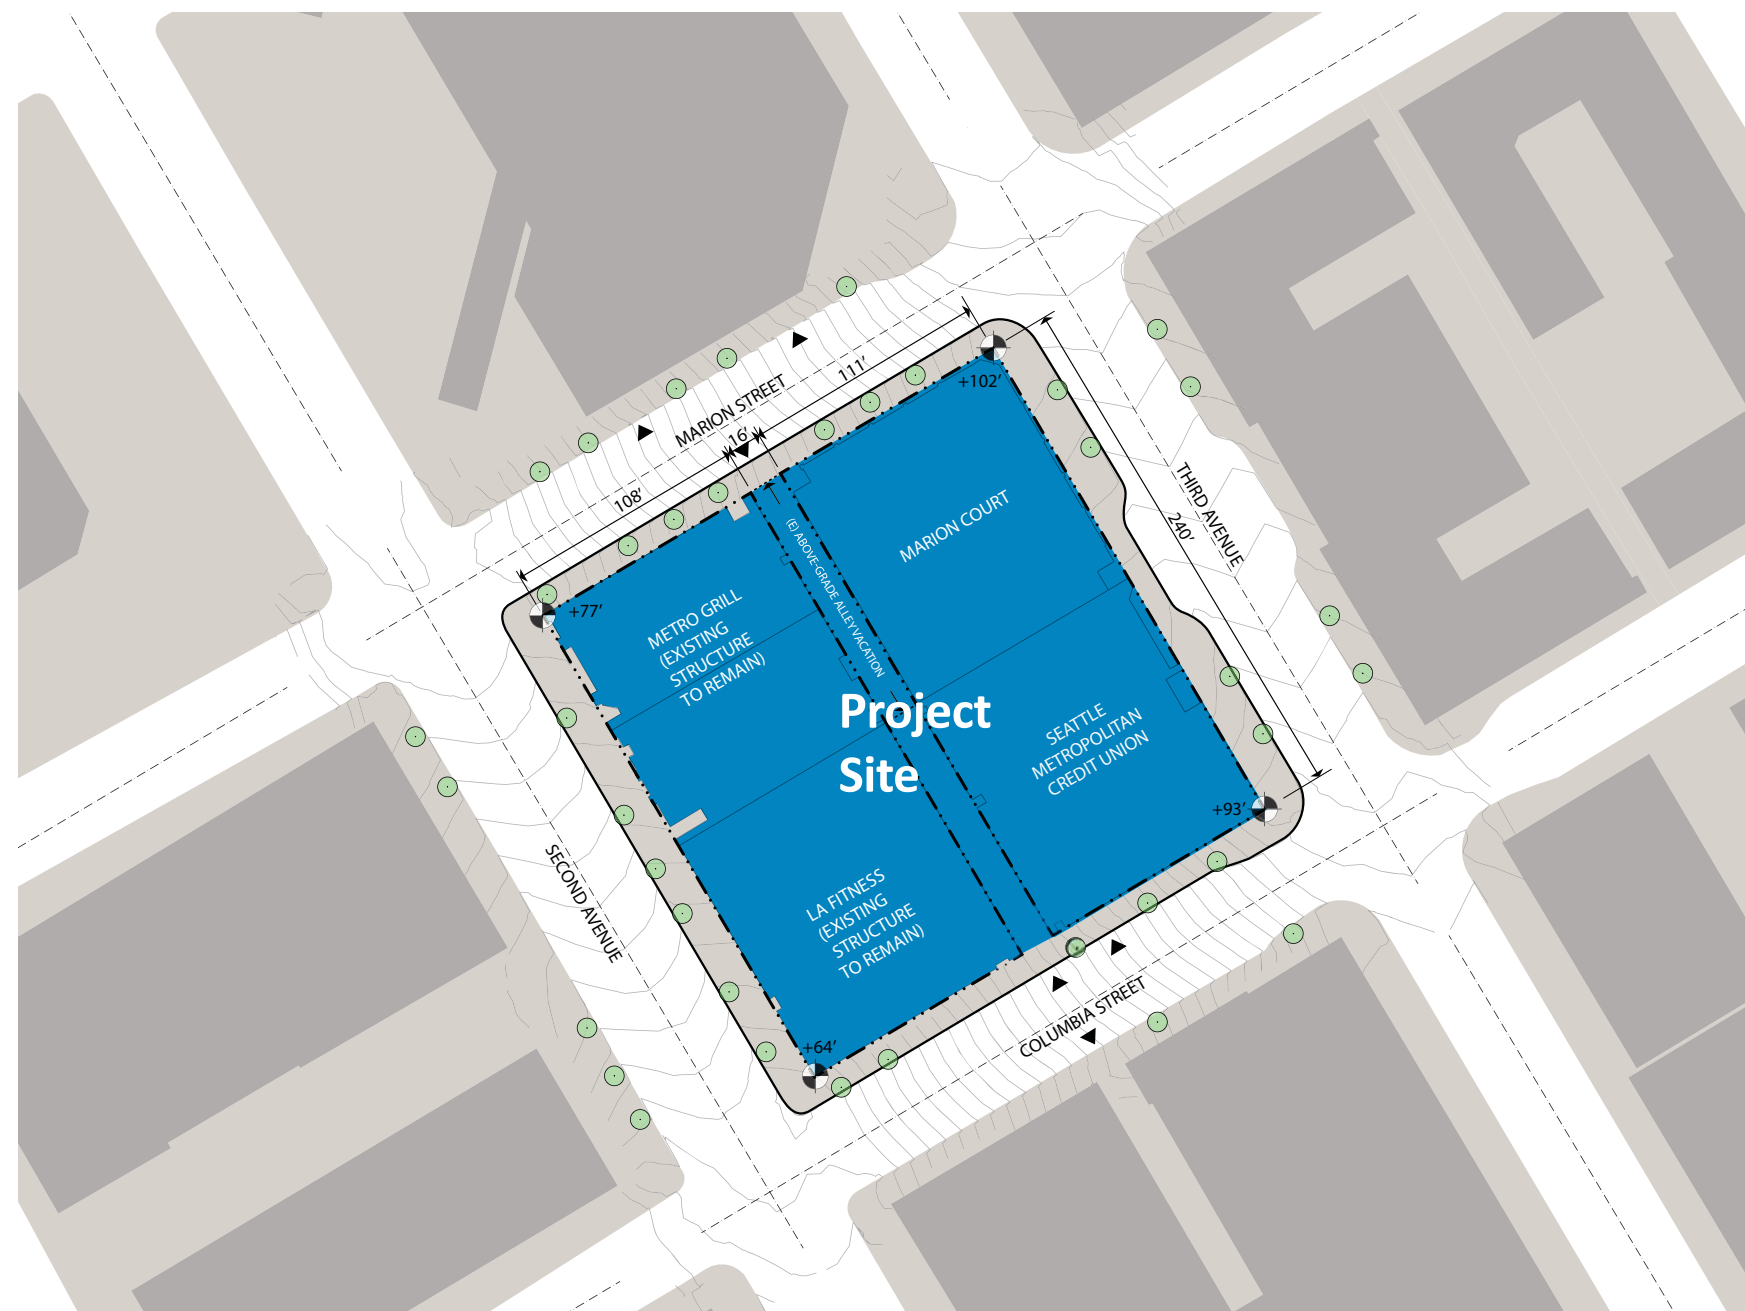 111’
MARION STREET
16’
108’
+102’
+77’
METRO GRILL
(EXISTING
STRUCTURE
TO REMAIN)
(E) ABOVE-GRADE ALLEY VACATION
MARION COURT
THIRD AVENUE
240’
Project
Site
SEATTLE
METROPOLITAN
CREDIT UNION
+93’
SECOND AVENUE
LA FITNESS
(EXISTING
STRUCTURE
TO REMAIN)
+64’
COLUMBIA STREET